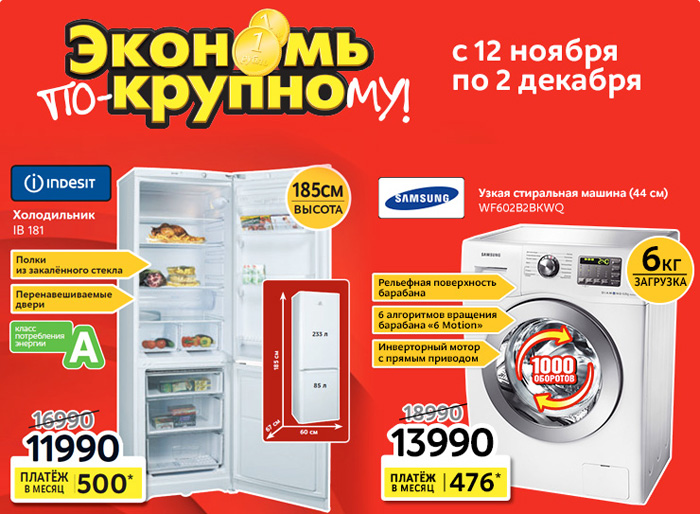 Экономь
по-крупному!
с 12 ноября
по 2 декабря
indesit
Холодильник
IB 181
185см
высота
Полки
из закалённого стекла
Перенавешиваемые
двери
класс
потребления
энергии
A
233 л
85 л
185 см
67 см
60 см
16990
11990
платёж
в месяц
500*
SAMSUNG
Узкая стиральная машина (44 см)
WF602B2BKWQ
SAMSUNG
6кг
загрузка
Рельефная поверхность
барабана
6 алгоритмов вращения
барабана «6 Motion»
Инверторный мотор
с прямым приводом
1000
оборотов
18990
13990
платёж
в месяц
476*